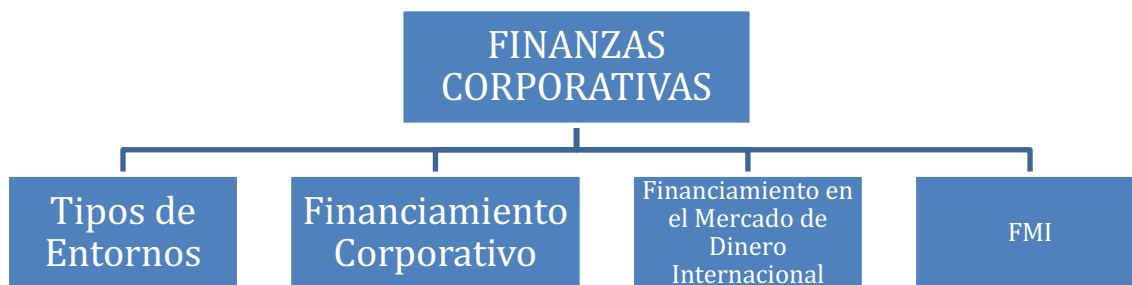 FINANZAS
CORPORATIVAS
Tipos de
Entornos
Financiamiento
Corporativo
Financiamiento en
el Mercado de
Dinero
Internacional
FMI